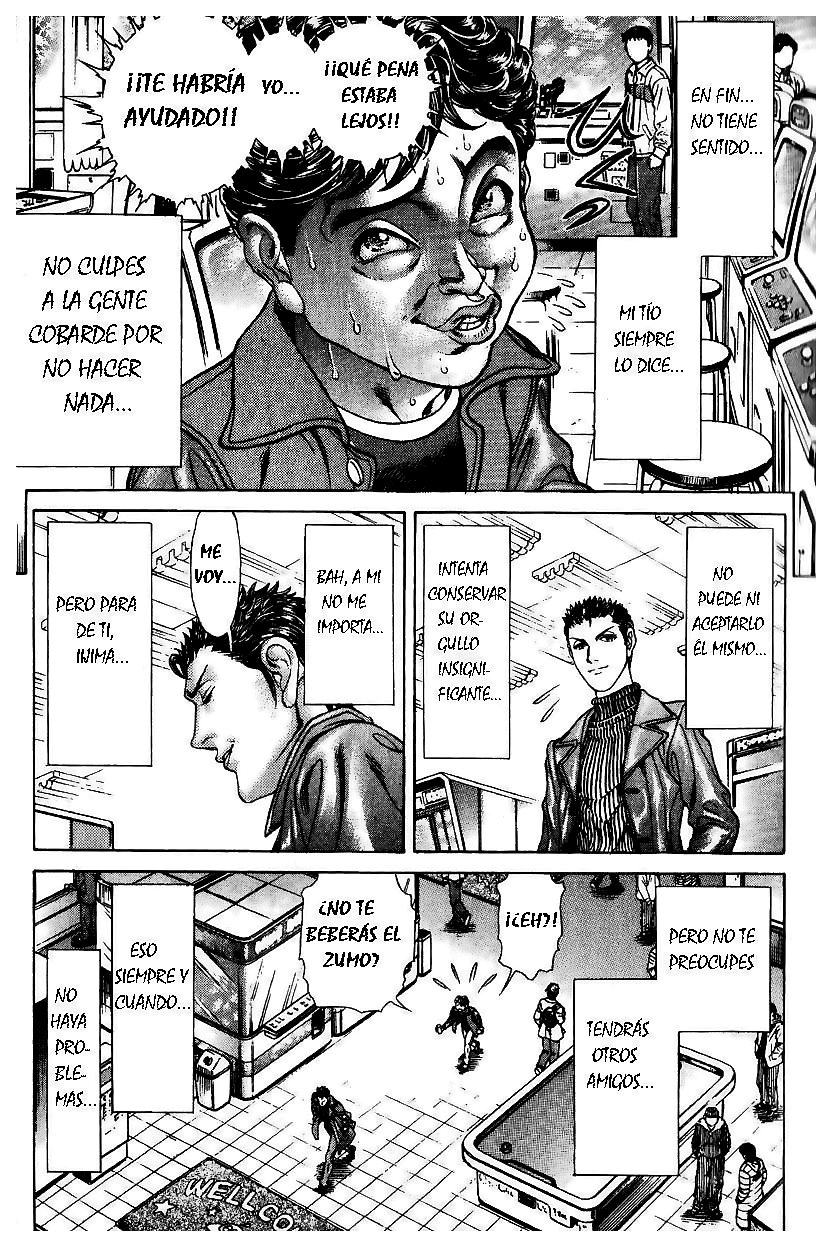 EN FIN...
NO TIENE
SENTIDO...
¡¡QUÉ PENA
ESTABA
LEJOS!!
YO...
¡¡TE HABRÍA
AYUDADO!!
MI TÍO
SIEMPRE
LO DICE...
NO CULPES
A LA GENTE
COBARDE POR
NO HACER
NADA...
NO
PUEDE NI
ACEPTARLO
ÉL MISMO...
INTENTA
CONSERVAR
SU OR-
GULLO
INSIGNI-
FICANTE...
BAH, A MI
NO ME
IMPORTA...
ME
VOY...
PERO PARA
DE TI,
INIMA...
PERO NO TE
PREOCUPES
¡¿EH?!
TENDRÁS
OTROS
AMIGOS...
¿NO TE
BEBERÁS EL
ZUMO?
ESO
SIEMPRE Y
CUANDO...
NO
HAYA
PRO-
BLE-
MAS...
WELLCO